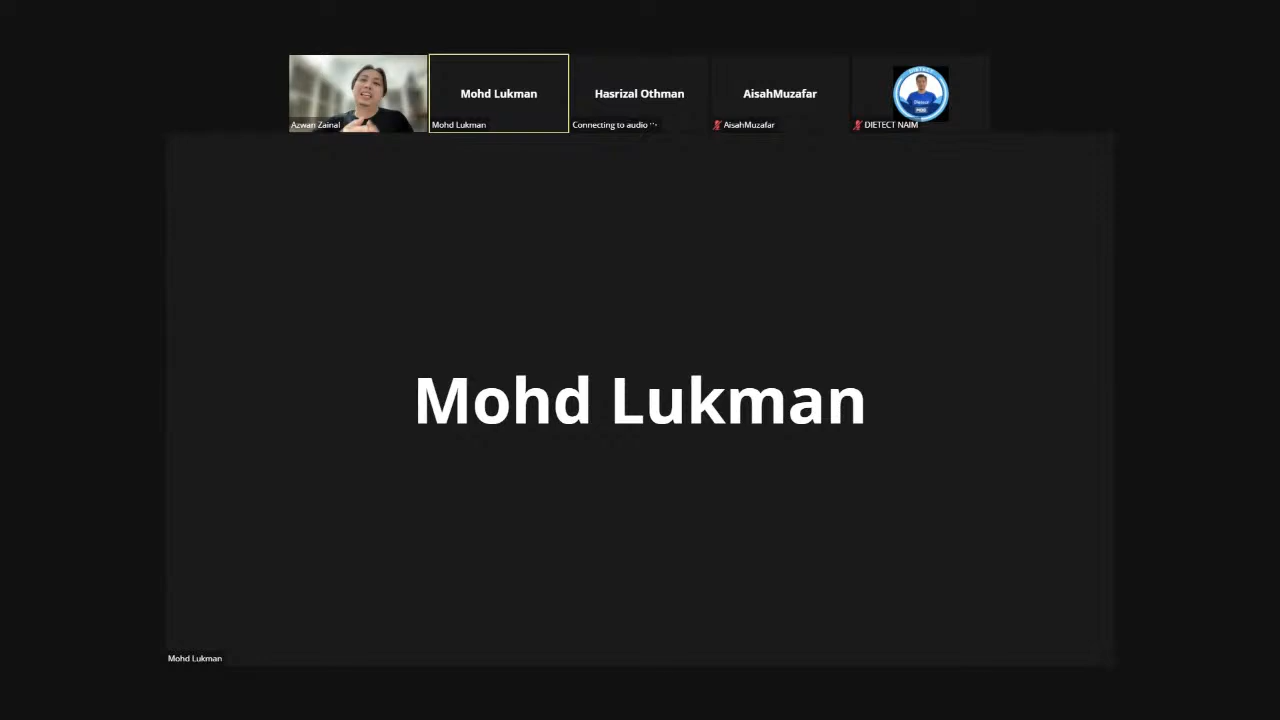 Mohd Lukman
Hasrizal Othman
AisahMuzafar
Azwan Zainal
Mohd Lukman
Connecting to audio ···
AisahMuzafar
DIETECT NAIM
Mohd Lukman
Mohd Lukman